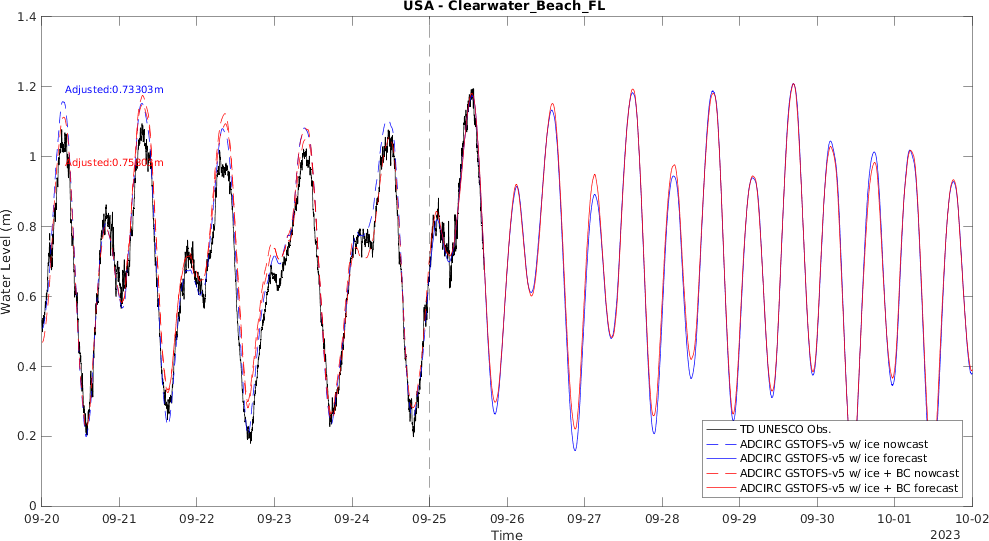 USA - Clearwater_Beach_FL
1.4
1.2
1
0.8
0.6
0.4
0.2
0
Water Level (m)
Adjusted:0.73303m
TD UNESCO Obs.
ADCIRC GSTOFS-v5 w/ ice nowcast
ADCIRC GSTOFS-v5 w/ ice forecast
ADCIRC GSTOFS-v5 w/ ice + BC nowcast
ADCIRC GSTOFS-v5 w/ ice + BC forecast
09-20 09-21 09-22 09-23 09-24 09-25 09-26 09-27 09-28 09-29 09-30 10-01 10-02
Time
2023